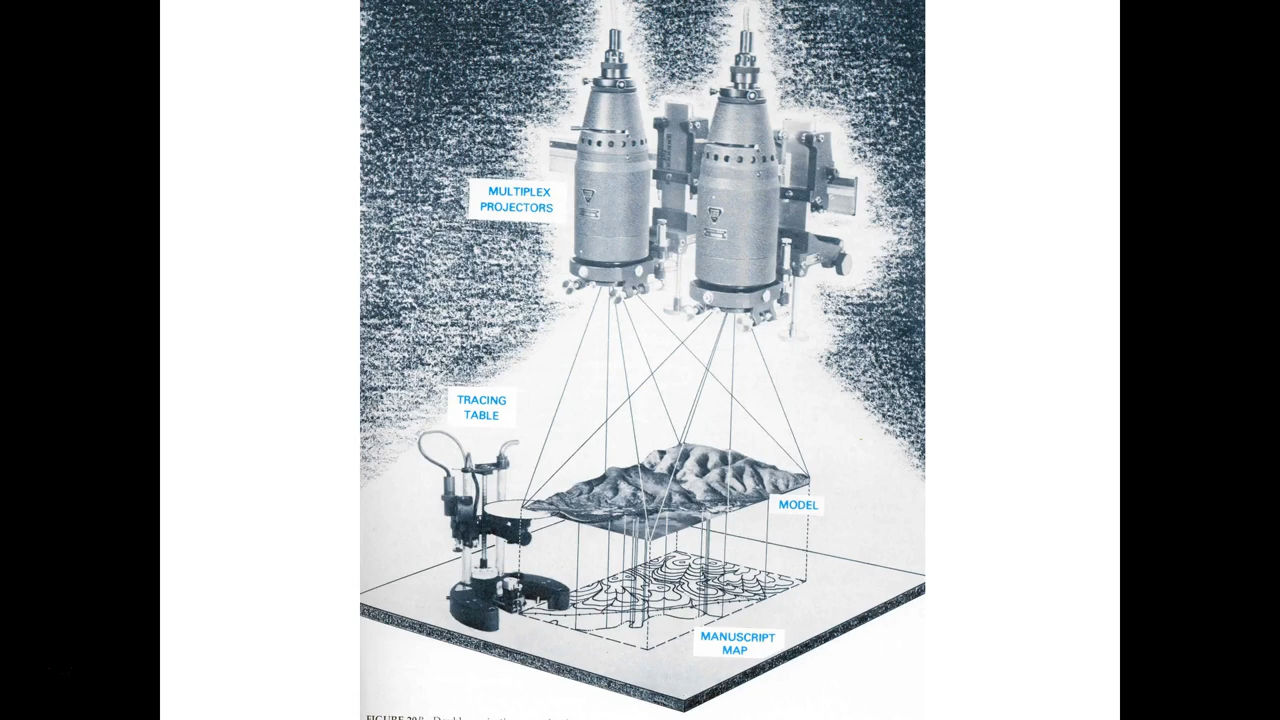 MULTIPLEX
PROJECTORS
TRACING
TABLE
MODEL
MANUSCRIPT
MAP